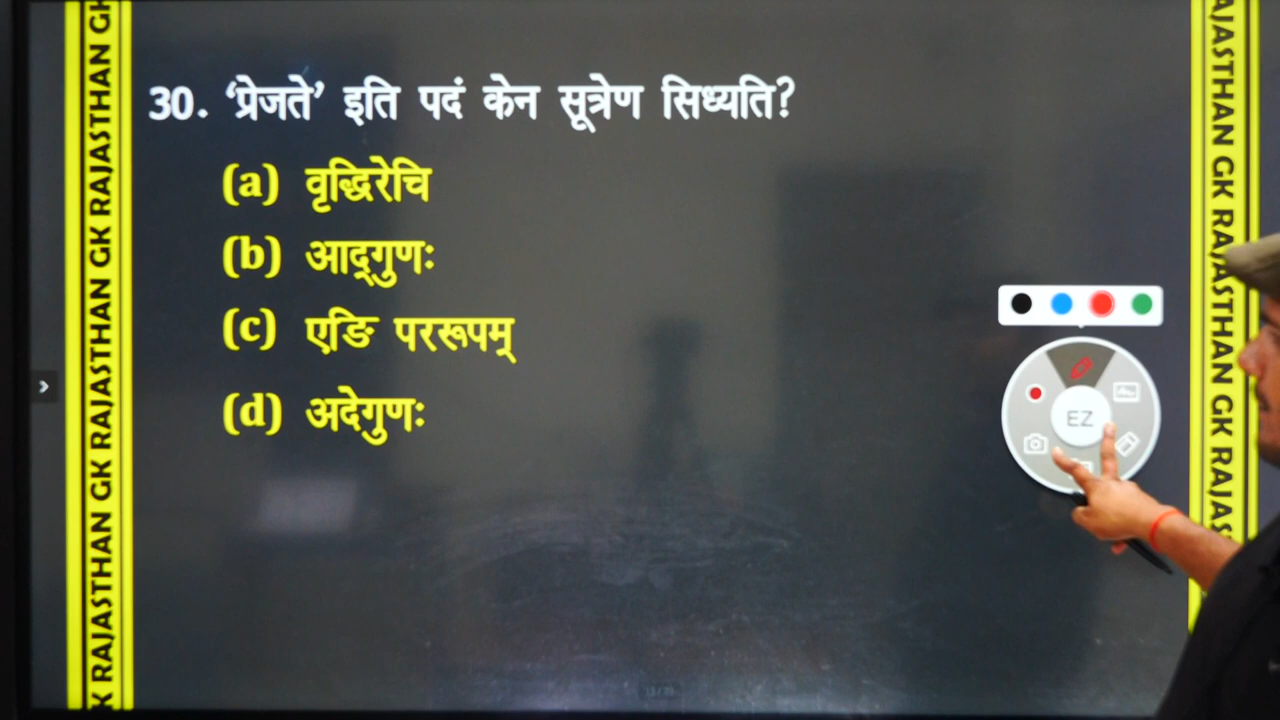 30. ‘प्रेजते’ इति पदं केन सूत्रेण सिध्यति?
(a) वृद्धिरेचि
(b) आद्गुणः
(c) एङि पररूपम्
(d) अदेगुणः
K RAJASTHAN GK RAJASTHAN GK RAJASTHAN GK
AJASTHAN GK RAJASTHAN GK RAJAS
EZ